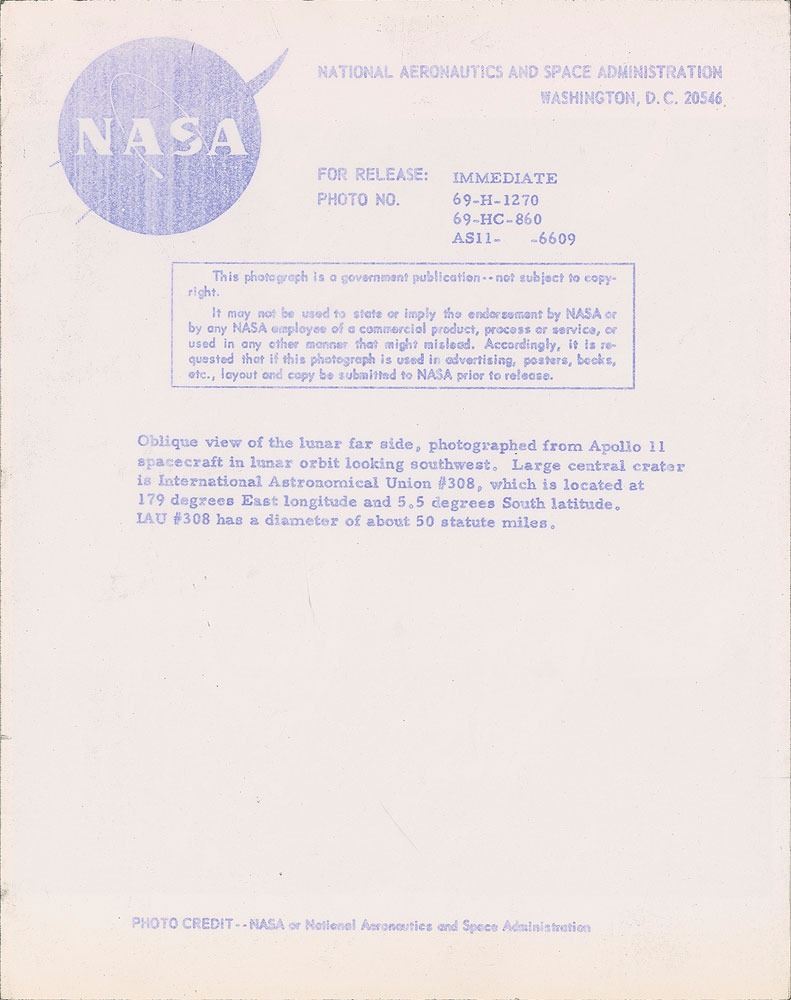 NASA
NATIONAL AERONAUTICS AND SPACE ADMINISTRATION
WASHINGTON, D.C. 20546
FOR RELEASE: IMMEDIATE
PHOTO NO. 69-H-1270
69-HC-860
AS11- -6609
This photograph is a government publication--not subject to copy-
right.
It may not be used to state or imply the endorsement by NASA or
by any NASA employee of a commercial product, process or service, or
used in any other manner that might mislead. Accordingly, it is re-
quested that if this photograph is used in advertising, posters, books,
etc., layout and copy be submitted to NASA prior to release.
Oblique view of the lunar far side, photographed from Apollo 11
spacecraft in lunar orbit looking southwest. Large central crater
is International Astronomical Union #308, which is located at
179 degrees East longitude and 5.5 degrees South latitude.
IAU #308 has a diameter of about 50 statute miles.
PHOTO CREDIT--NASA or National Aeronautics and Space Administration